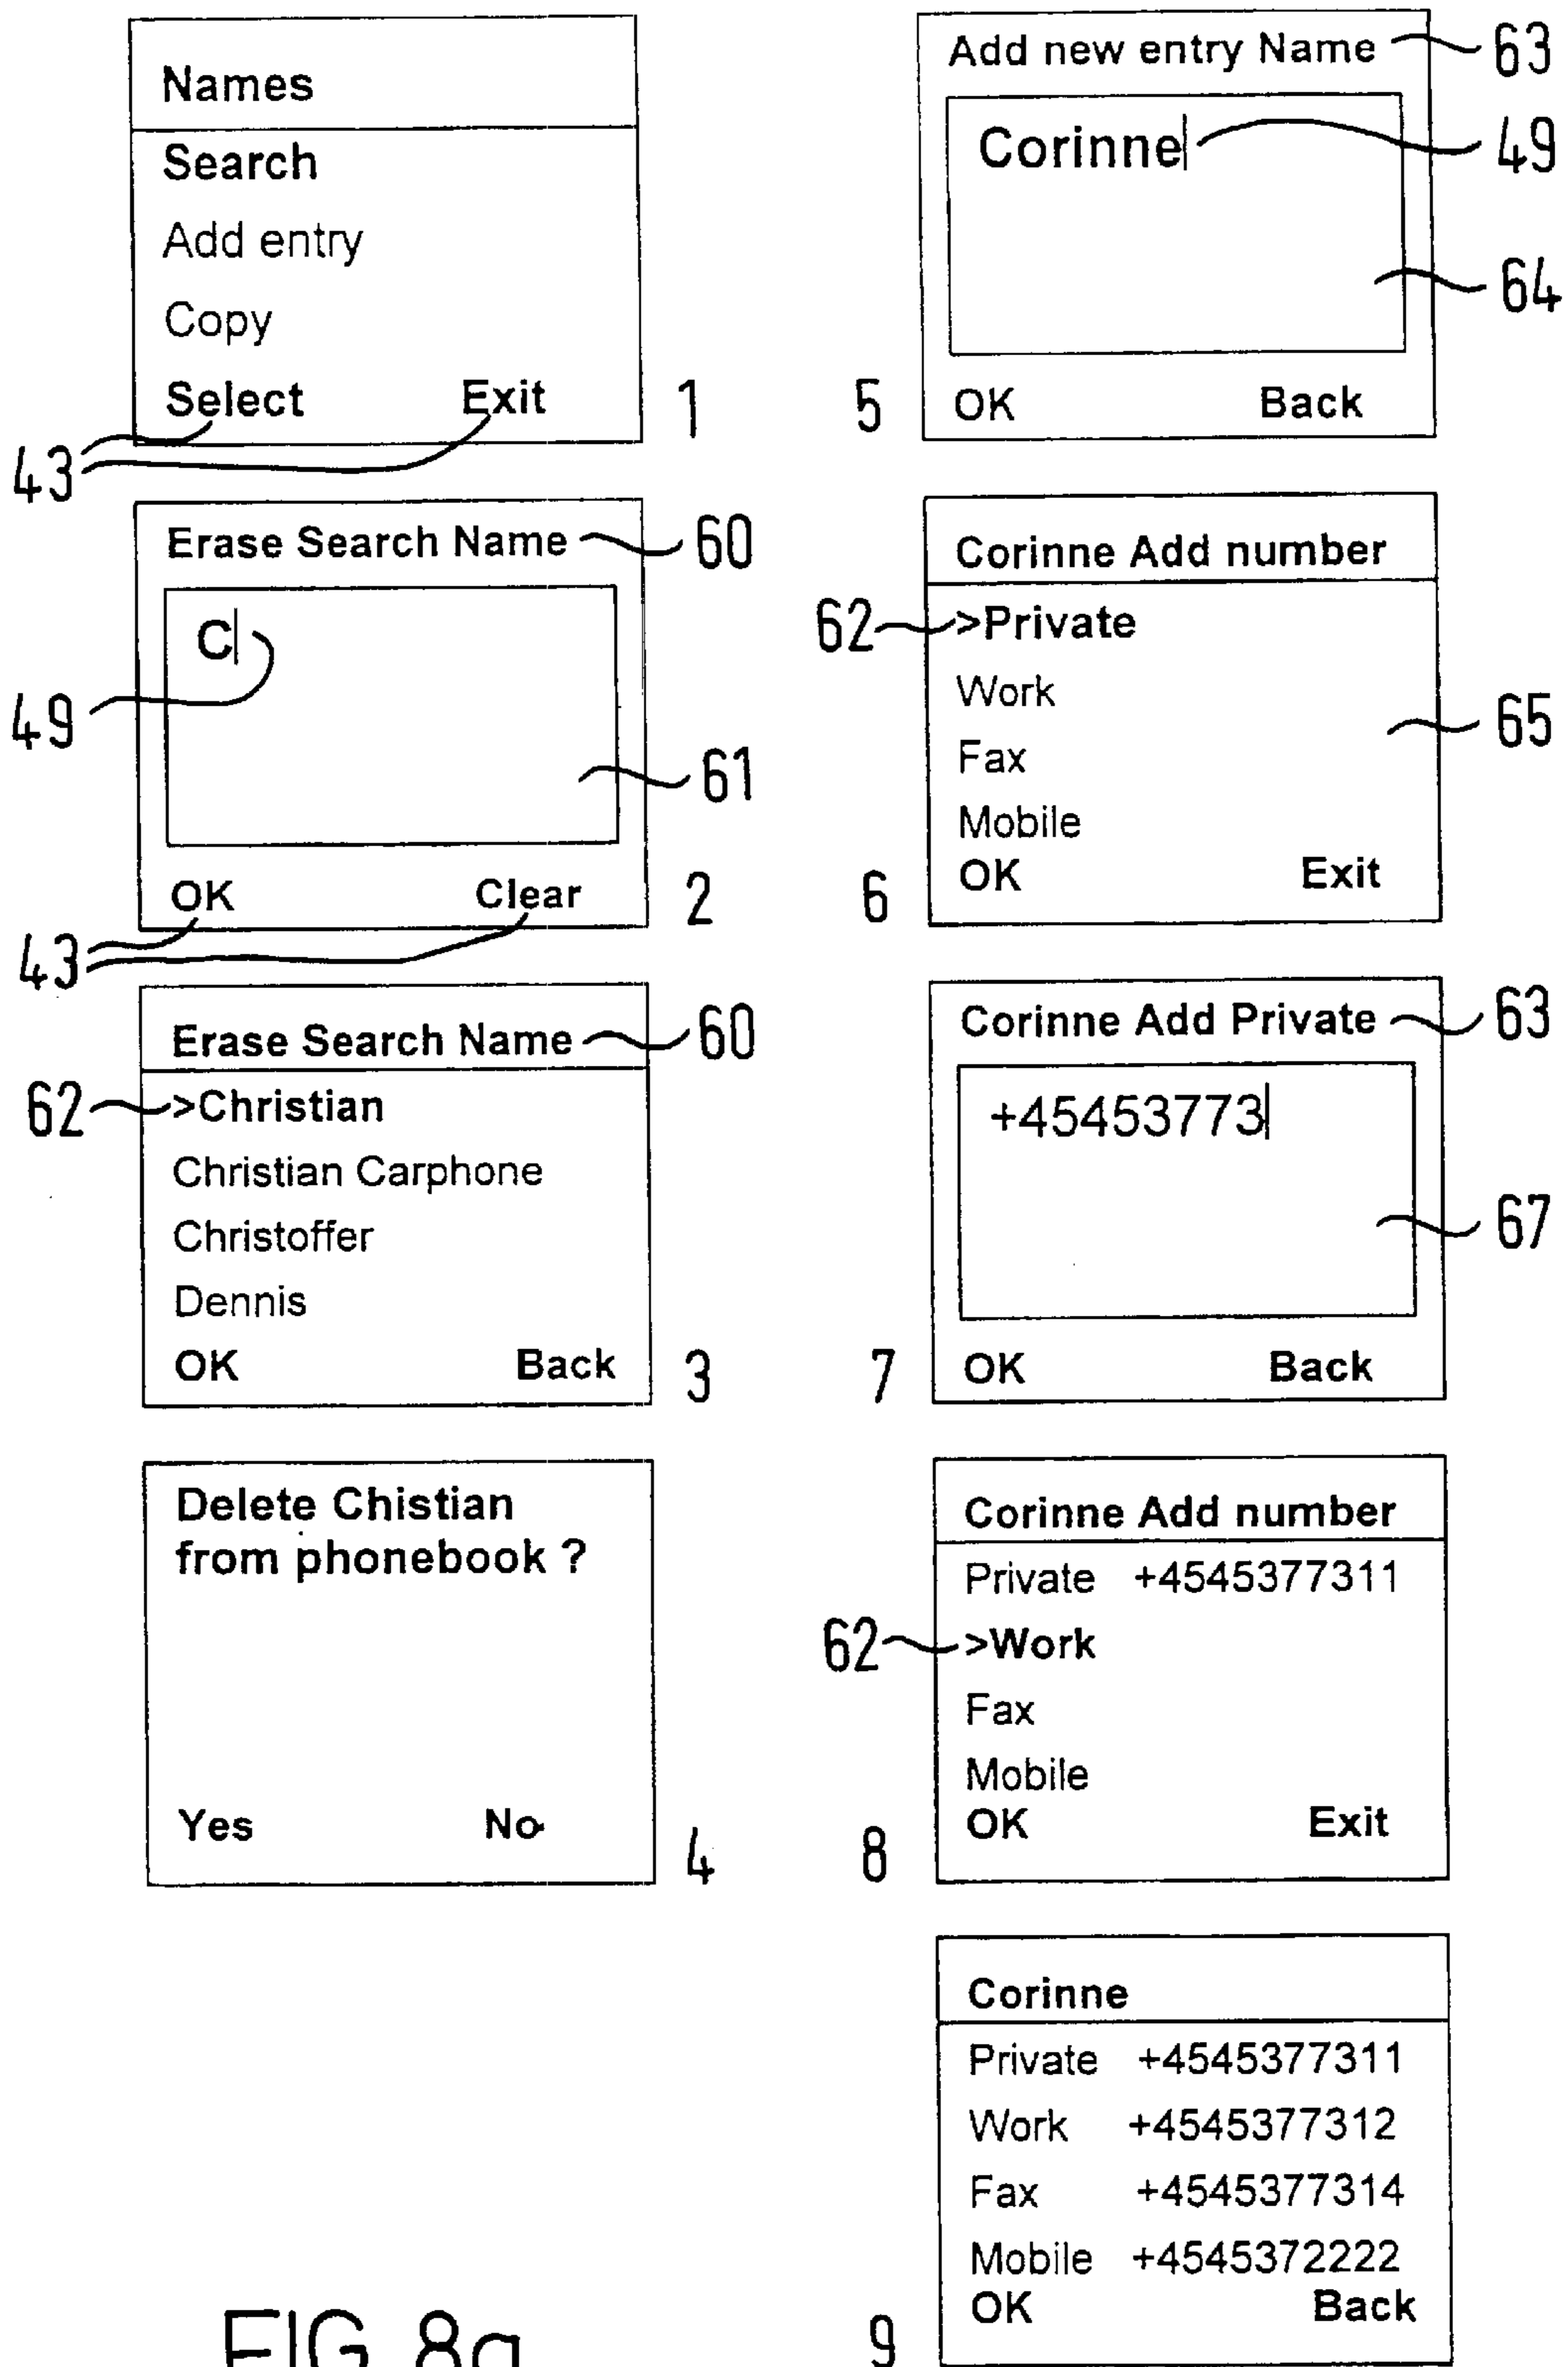 Names
Search
Add entry
Copy
Select Exit
1
43
Erase Search Name
60
C
49
61
OK Clear
2
43
Erase Search Name
60
62
>Christian
Christian Carphone
Christoffer
Dennis
OK Back
3
Delete Chistian
from phonebook ?
Yes No
4
Add new entry Name
63
Corinne
49
64
5
OK Back
Corinne Add number
62
>Private
Work
65
Fax
Mobile
OK Exit
6
Corinne Add Private
63
+45453773
67
7
OK Back
Corinne Add number
Private +4545377311
62
>Work
Fax
Mobile
OK Exit
8
Corinne
Private +4545377311
Work +4545377312
Fax +4545377314
Mobile +4545372222
OK Back
9
FIG. 8a